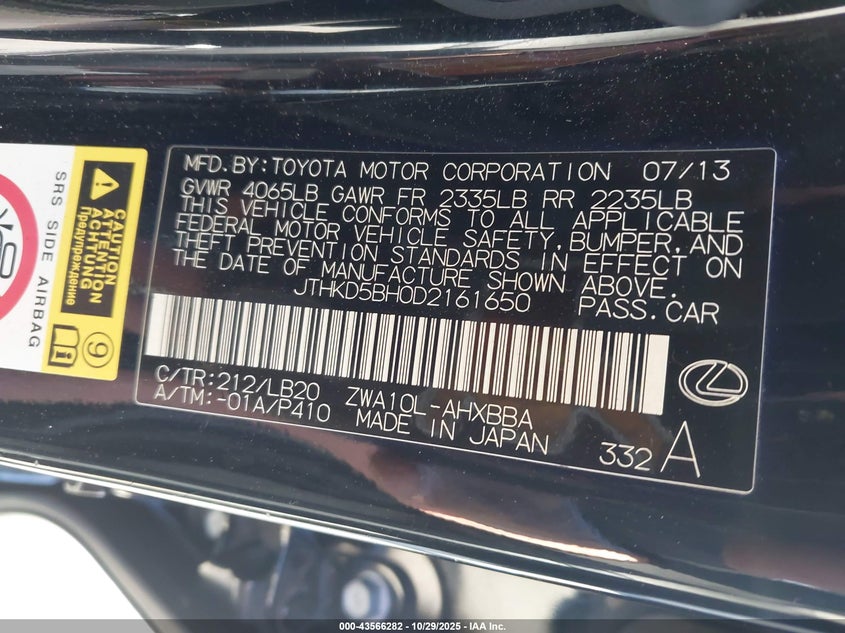 MFD.BY:TOYOTA MOTOR CORPORATION 07/13
GVWR 4065LB GAWR FR 2335LB RR 2235LB
THIS VEHICLE CONFORMS TO ALL APPLICABLE
FEDERAL MOTOR VEHICLE SAFETY,BUMPER,AND
THEFT PREVENTION STANDARDS IN EFFECT ON
THE DATE OF MANUFACTURE SHOWN ABOVE.
JTHKD5BH0D2161650 PASS.CAR
C/TR:212/LB20 ZWA10L-AHXBBA
A/TM:-01A/P410 MADE IN JAPAN
332 A
SRS SIDE AIRBAG
CAUTION
ACHTUNG
ATTENTION
Предупреждение
9
000-43566282 - 10/29/2025 - IAA Inc.